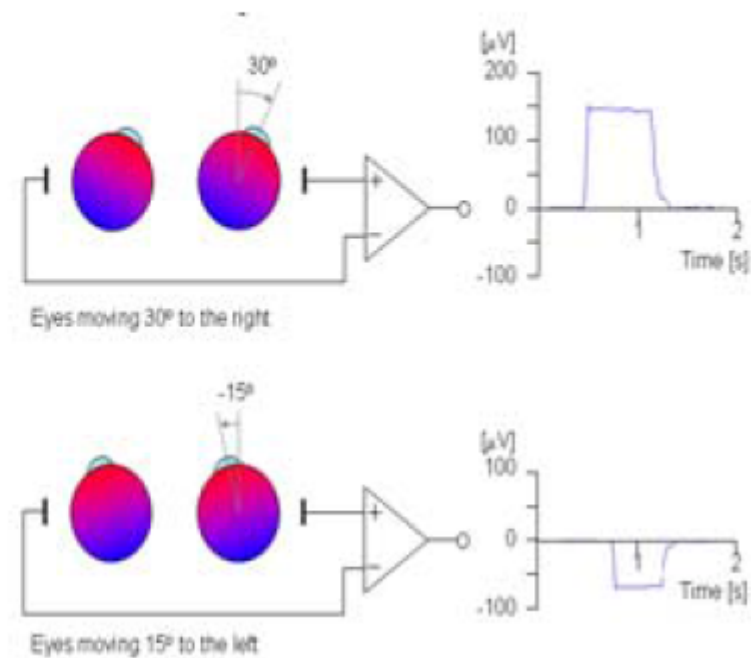 30º
[µV]
200
100
0
-100
1
2
Time [s]
+
−
Eyes moving 30º to the right
-15º
[µV]
100
0
-100
1
2
Time [s]
+
−
Eyes moving 15º to the left